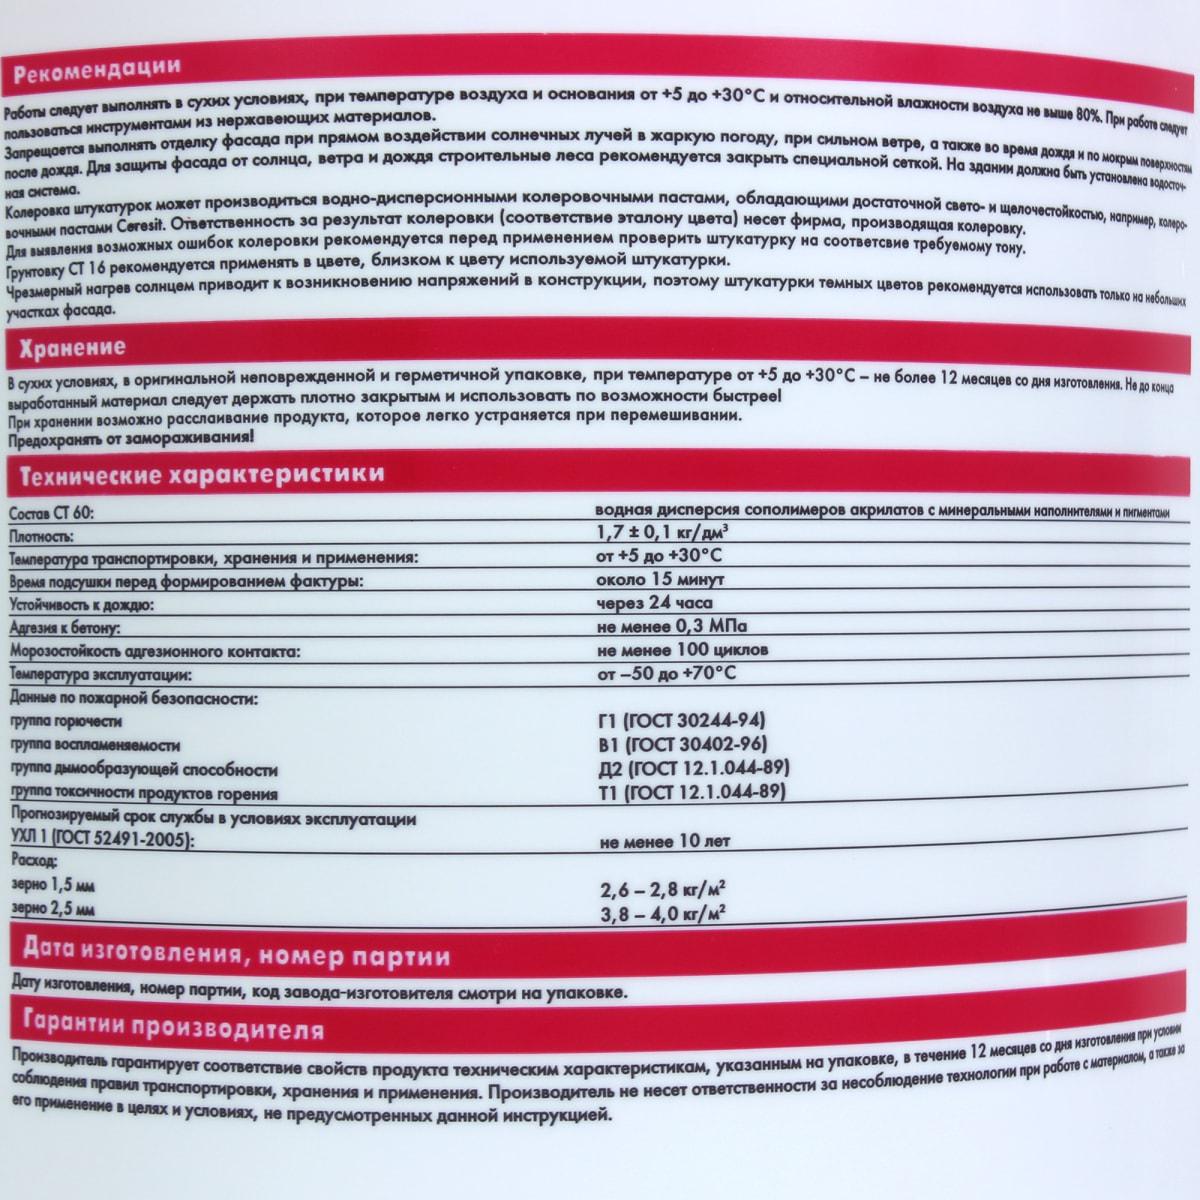 Рекомендации
Работы следует выполнять в сухих условиях, при температуре воздуха и основания от +5 до +30°С и относительной влажности воздуха не выше 80%. При работе следует
пользоваться инструментами из нержавеющих материалов.
Запрещается выполнять отделку фасада при прямом воздействии солнечных лучей в жаркую погоду, при сильном ветре, а также во время дождя и по мокрым поверхностям
после дождя. Для защиты фасада от солнца, ветра и дождя строительные леса рекомендуется закрыть специальной сеткой. На здании должна быть установлена водосточ-
ная система.
Колеровка штукатурок может производиться водно-дисперсионными колеровочными пастами, обладающими достаточной свето- и щелочестойкостью, например, колеро-
вочными пастами Ceresit. Ответственность за результат колеровки (соответствие эталону цвета) несет фирма, производящая колеровку.
Для выявления возможных ошибок колеровки рекомендуется перед применением проверить штукатурку на соответсвие требуемому тону.
Грунтовку СТ 16 рекомендуется применять в цвете, близком к цвету используемой штукатурки.
Чрезмерный нагрев солнцем приводит к возникновению напряжений в конструкции, поэтому штукатурки темных цветов рекомендуется использовать только на небольших
участках фасада.
Хранение
В сухих условиях, в оригинальной неповрежденной и герметичной упаковке, при температуре от +5 до +30°С – не более 12 месяцев со дня изготовления. Не до конца
выработанный материал следует держать плотно закрытым и использовать по возможности быстрее!
При хранении возможно расслаивание продукта, которое легко устраняется при перемешивании.
Предохранять от замораживания!
Технические характеристики
Состав СТ 60: водная дисперсия сополимеров акрилатов с минеральными наполнителями и пигментами
Плотность: 1,7 ± 0,1 кг/дм³
Температура транспортировки, хранения и применения: от +5 до +30°С
Время подсушки перед формированием фактуры: около 15 минут
Устойчивость к дождю: через 24 часа
Адгезия к бетону: не менее 0,3 МПа
Морозостойкость адгезионного контакта: не менее 100 циклов
Температура эксплуатации: от –50 до +70°С
Данные по пожарной безопасности:
группа горючести Г1 (ГОСТ 30244-94)
группа воспламеняемости В1 (ГОСТ 30402-96)
группа дымообразующей способности Д2 (ГОСТ 12.1.044-89)
группа токсичности продуктов горения Т1 (ГОСТ 12.1.044-89)
Прогнозируемый срок службы в условиях эксплуатации
УХЛ 1 (ГОСТ 52491-2005): не менее 10 лет
Расход:
зерно 1,5 мм 2,6 – 2,8 кг/м²
зерно 2,5 мм 3,8 – 4,0 кг/м²
Дата изготовления, номер партии
Дату изготовления, номер партии, код завода-изготовителя смотри на упаковке.
Гарантии производителя
Производитель гарантирует соответствие свойств продукта техническим характеристикам, указанным на упаковке, в течение 12 месяцев со дня изготовления при условии
соблюдения правил транспортировки, хранения и применения. Производитель не несет ответственности за несоблюдение технологии при работе с материалом, а также за
его применение в целях и условиях, не предусмотренных данной инструкцией.